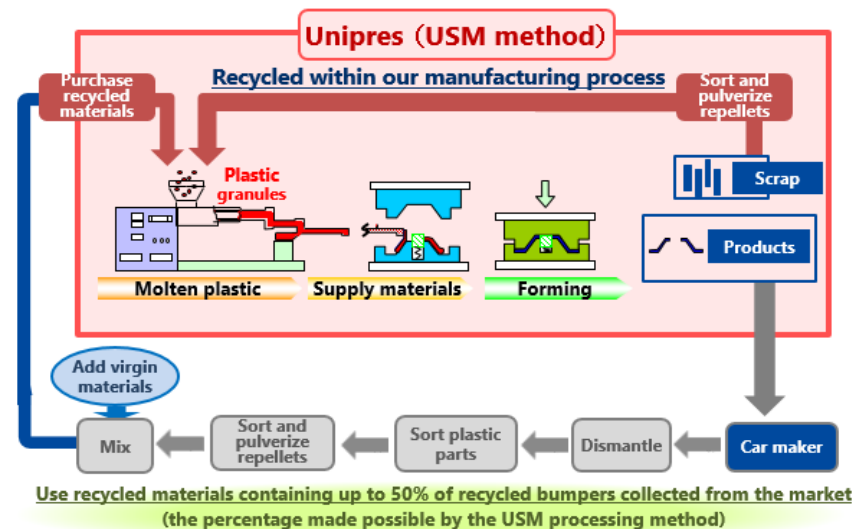 Unipres（USM method）
Recycled within our manufacturing process
Purchase
recycled
materials
Sort and
pulverize
repellets
Plastic
granules
Scrap
Products
Molten plastic
Supply materials
Forming
Add virgin
materials
Mix
Sort and
pulverize
repellets
Sort plastic
parts
Dismantle
Car maker
Use recycled materials containing up to 50% of recycled bumpers collected from the market
(the percentage made possible by the USM processing method)